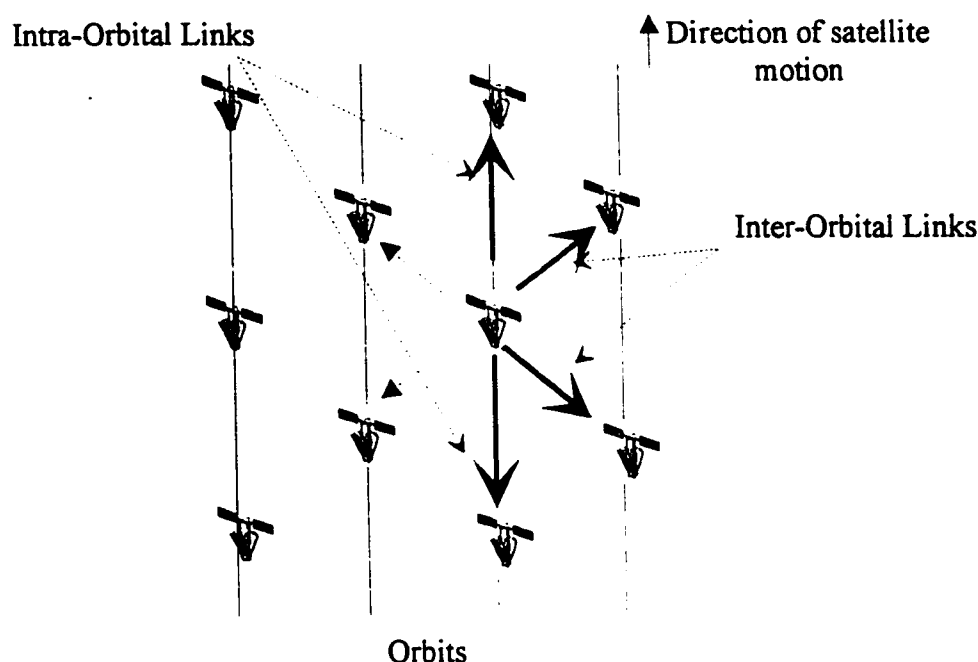 Intra-Orbital Links
Direction of satellite
motion
Inter-Orbital Links
Orbits